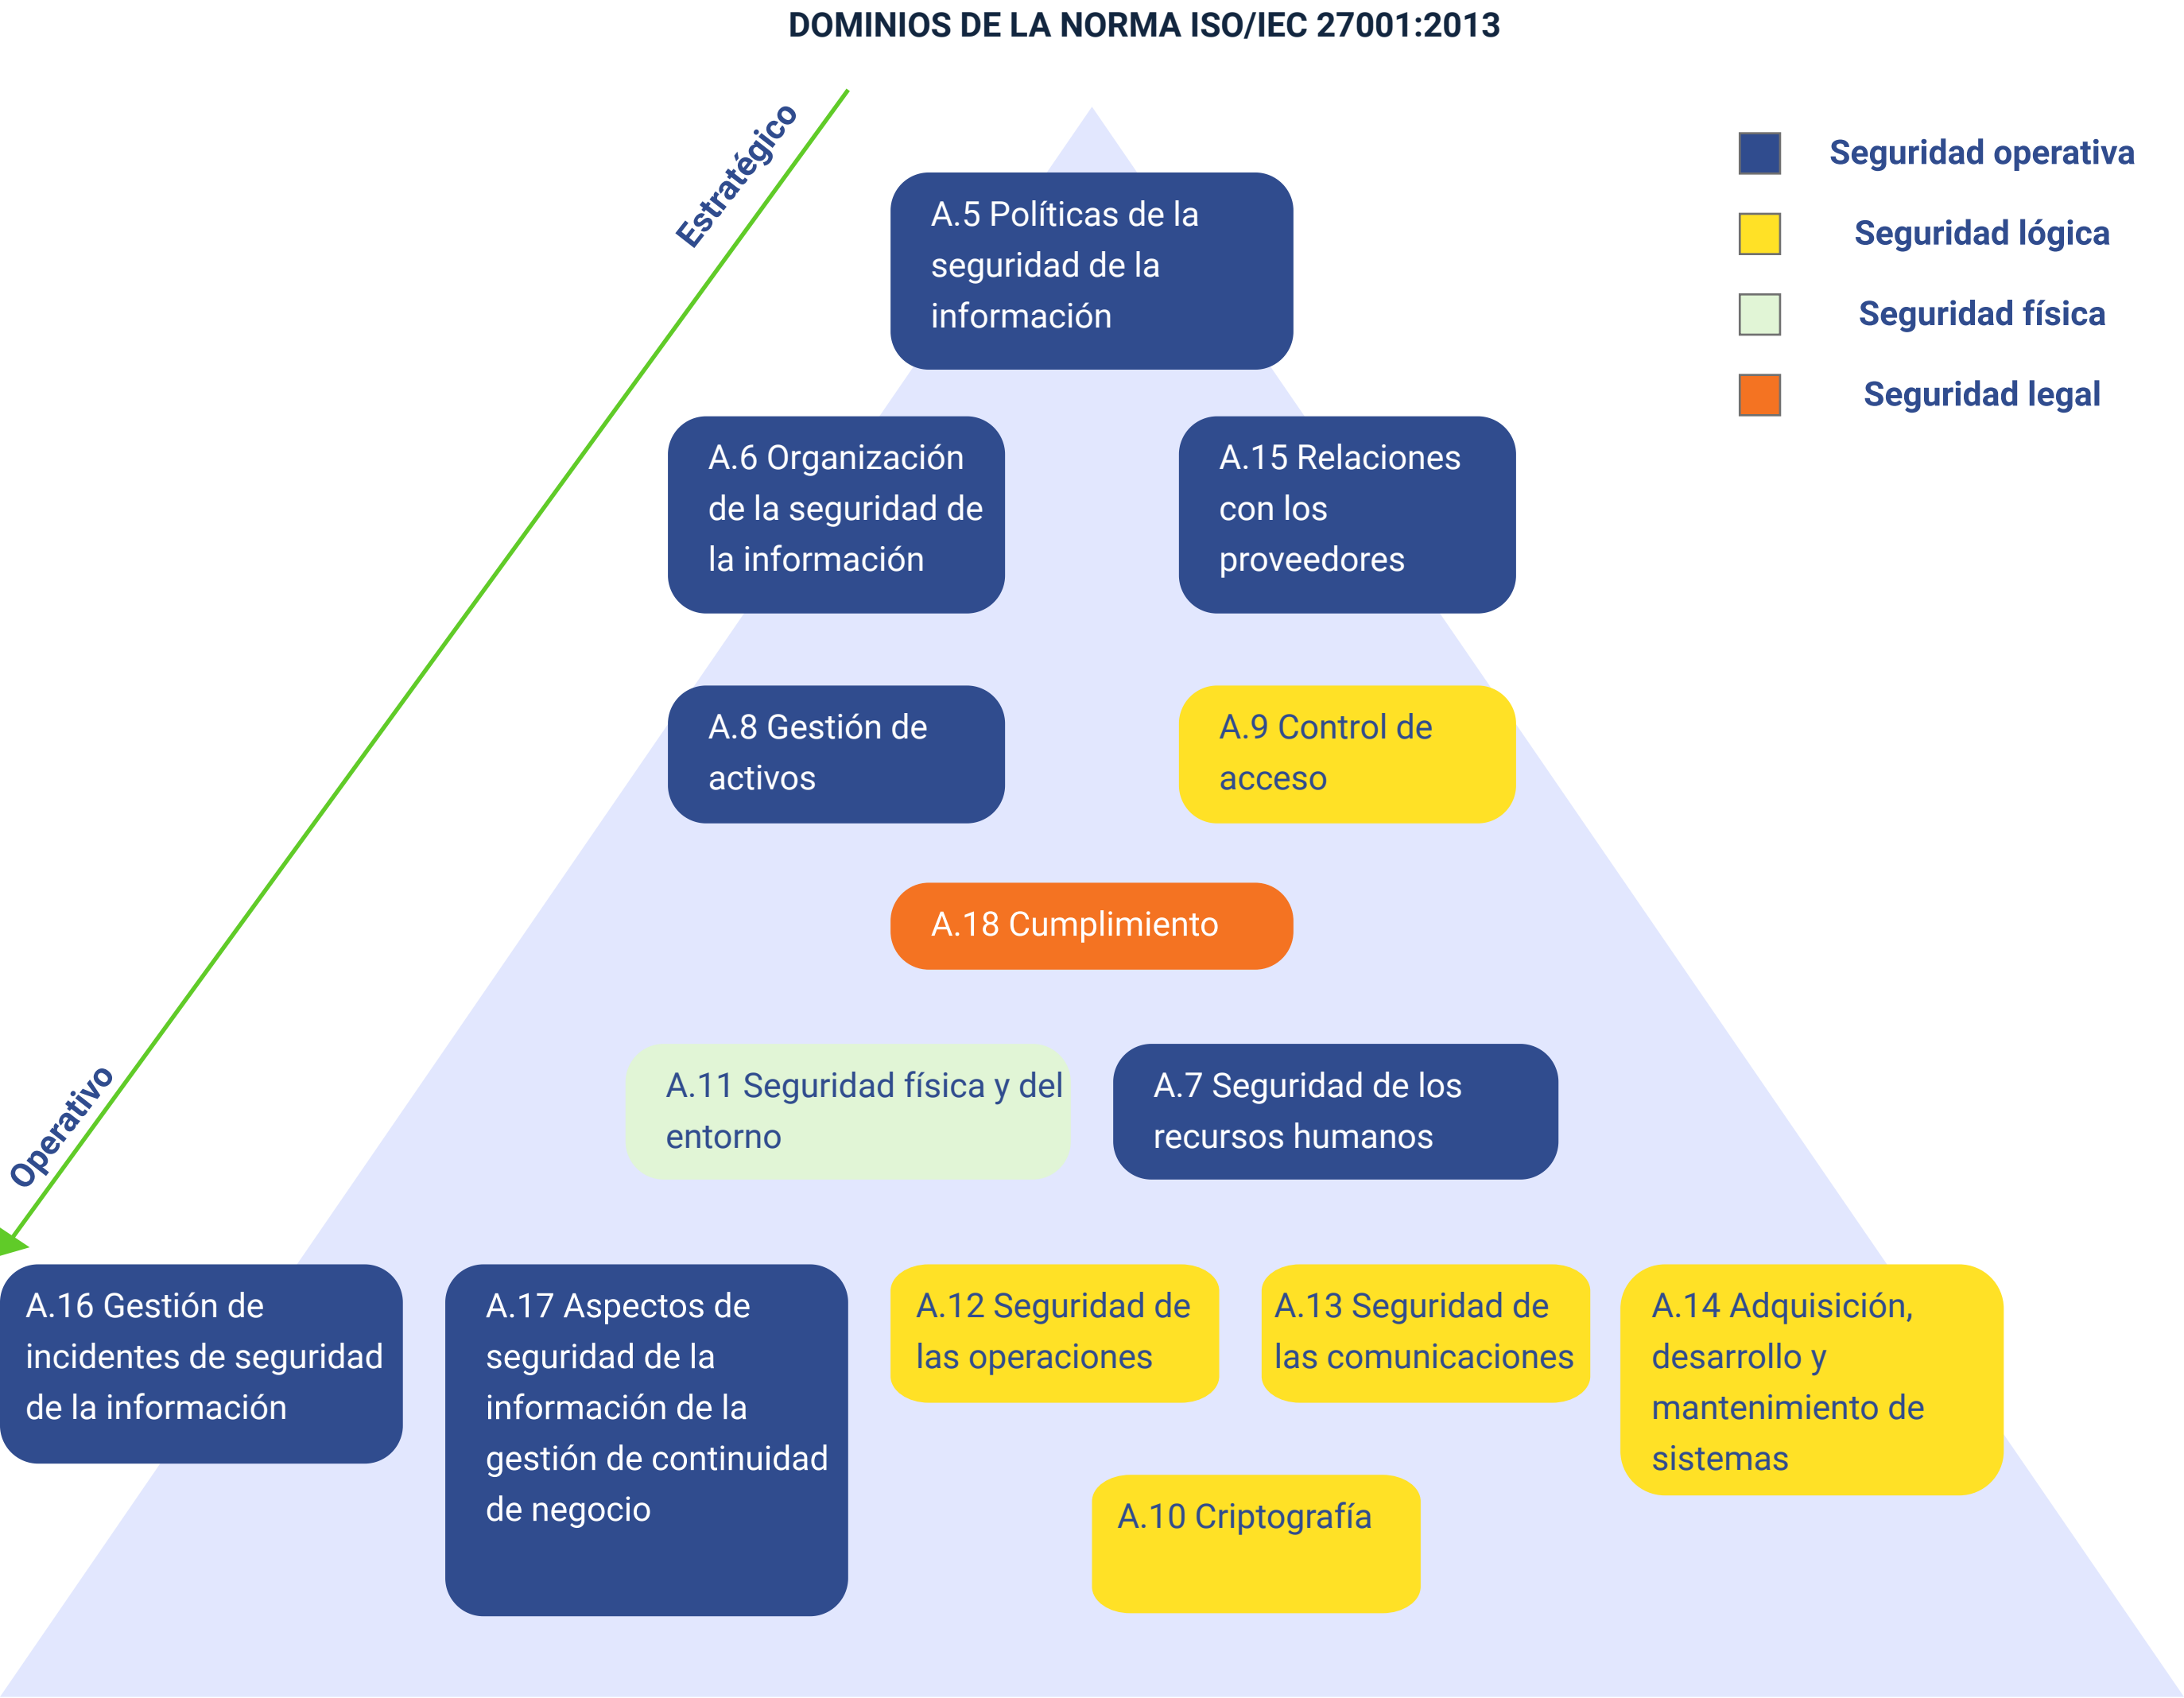 DOMINIOS DE LA NORMA ISO/IEC 27001:2013
Estratégico
Operativo
Seguridad operativa
Seguridad lógica
Seguridad física
Seguridad legal
A.5 Políticas de la
seguridad de la
información
A.6 Organización
de la seguridad de
la información
A.15 Relaciones
con los
proveedores
A.8 Gestión de
activos
A.9 Control de
acceso
A.18 Cumplimiento
A.11 Seguridad física y del
entorno
A.7 Seguridad de los
recursos humanos
A.16 Gestión de
incidentes de seguridad
de la información
A.17 Aspectos de
seguridad de la
información de la
gestión de continuidad
de negocio
A.12 Seguridad de
las operaciones
A.13 Seguridad de
las comunicaciones
A.14 Adquisición,
desarrollo y
mantenimiento de
sistemas
A.10 Criptografía